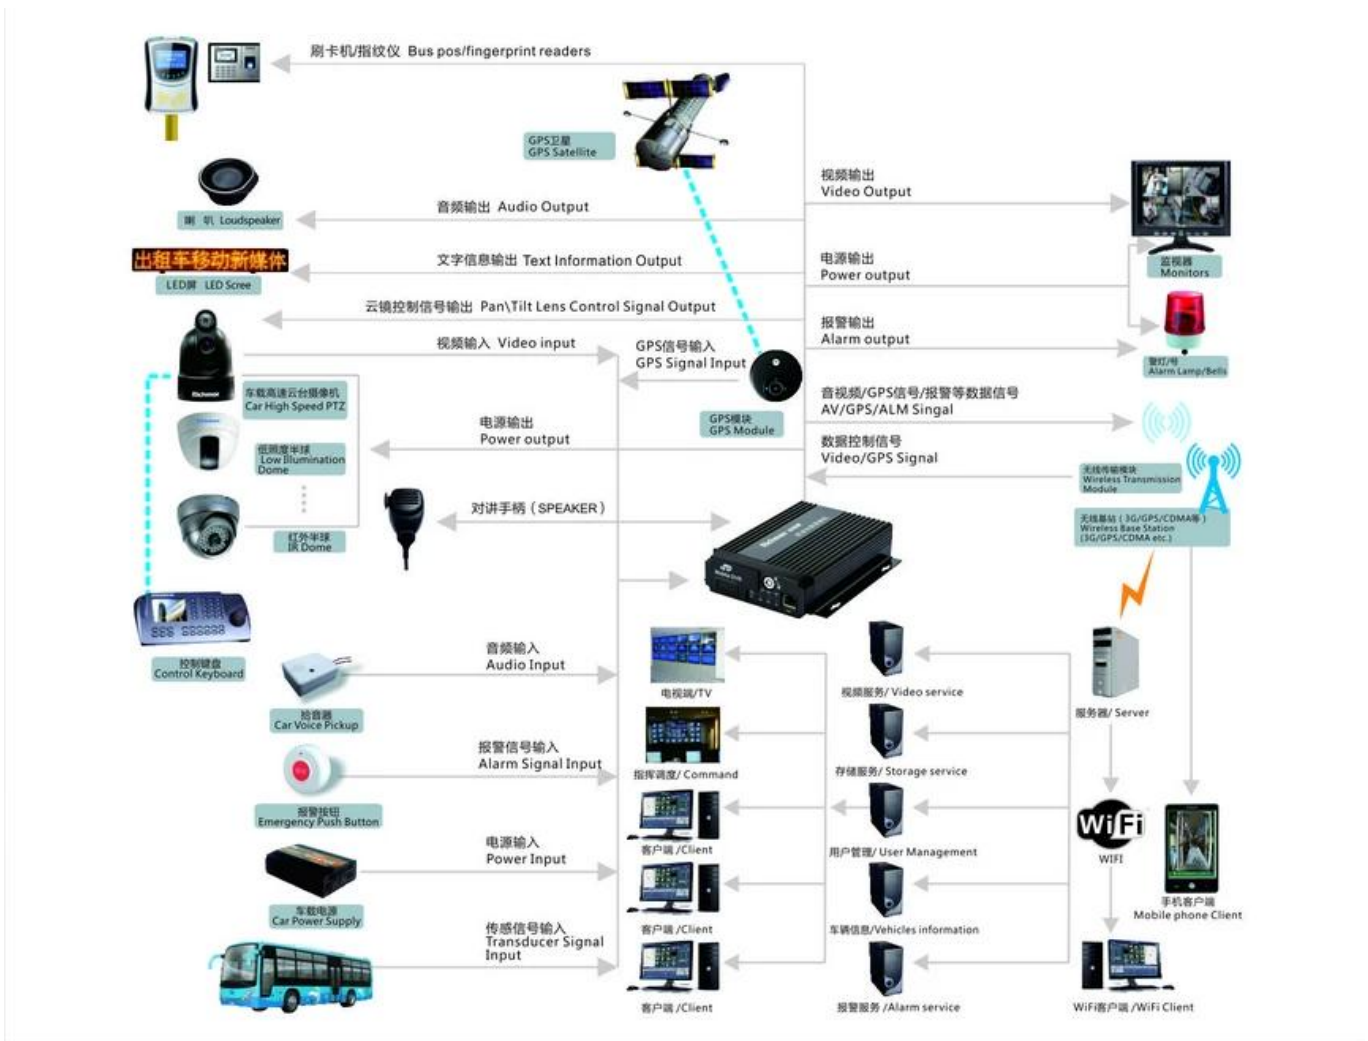 刷卡机/指纹仪 Bus pos/fingerprint readers
GPS卫星
GPS Satellite
视频输出
Video Output
喇 叭 Loudspeaker
音频输出 Audio Output
出租车移动新媒体
LED屏 LED Scree
文字信息输出 Text Information Output
电源输出
Power output
监视器
Monitors
云镜控制信号输出 Pan\Tilt Lens Control Signal Output
报警输出
Alarm output
视频输入 Video input
GPS信号输入
GPS Signal Input
警灯/号
Alarm Lamp/Bells
Richmor
车载高速云台摄像机
Car High Speed PTZ
音视频/GPS信号/报警等数据信号
AV/GPS/ALM Singal
GPS模块
GPS Module
电源输出
Power output
数据控制信号
Video/GPS Signal
低照度半球
Low Illumination
Dome
无线传输模块
Wireless Transmission
Module
对讲手柄（SPEAKER）
无线基站（3G/GPS/CDMA等）
Wireless Base Station
(3G/GPS/CDMA etc.)
红外半球
IR Dome
控制键盘
Control Keyboard
音频输入
Audio Input
电视端/TV
视频服务/ Video service
服务器/ Server
拾音器
Car Voice Pickup
报警信号输入
Alarm Signal Input
指挥调度/ Command
存储服务/ Storage service
报警按钮
Emergency Push Button
WiFi
WIFI
电源输入
Power Input
客户端 /Client
用户管理/ User Management
车载电源
Car Power Supply
手机客户端
Mobile phone Client
传感信号输入
Transducer Signal
Input
客户端 /Client
车辆信息/Vehicles information
客户端 /Client
报警服务 /Alarm service
WiFi客户端 /WiFi Client